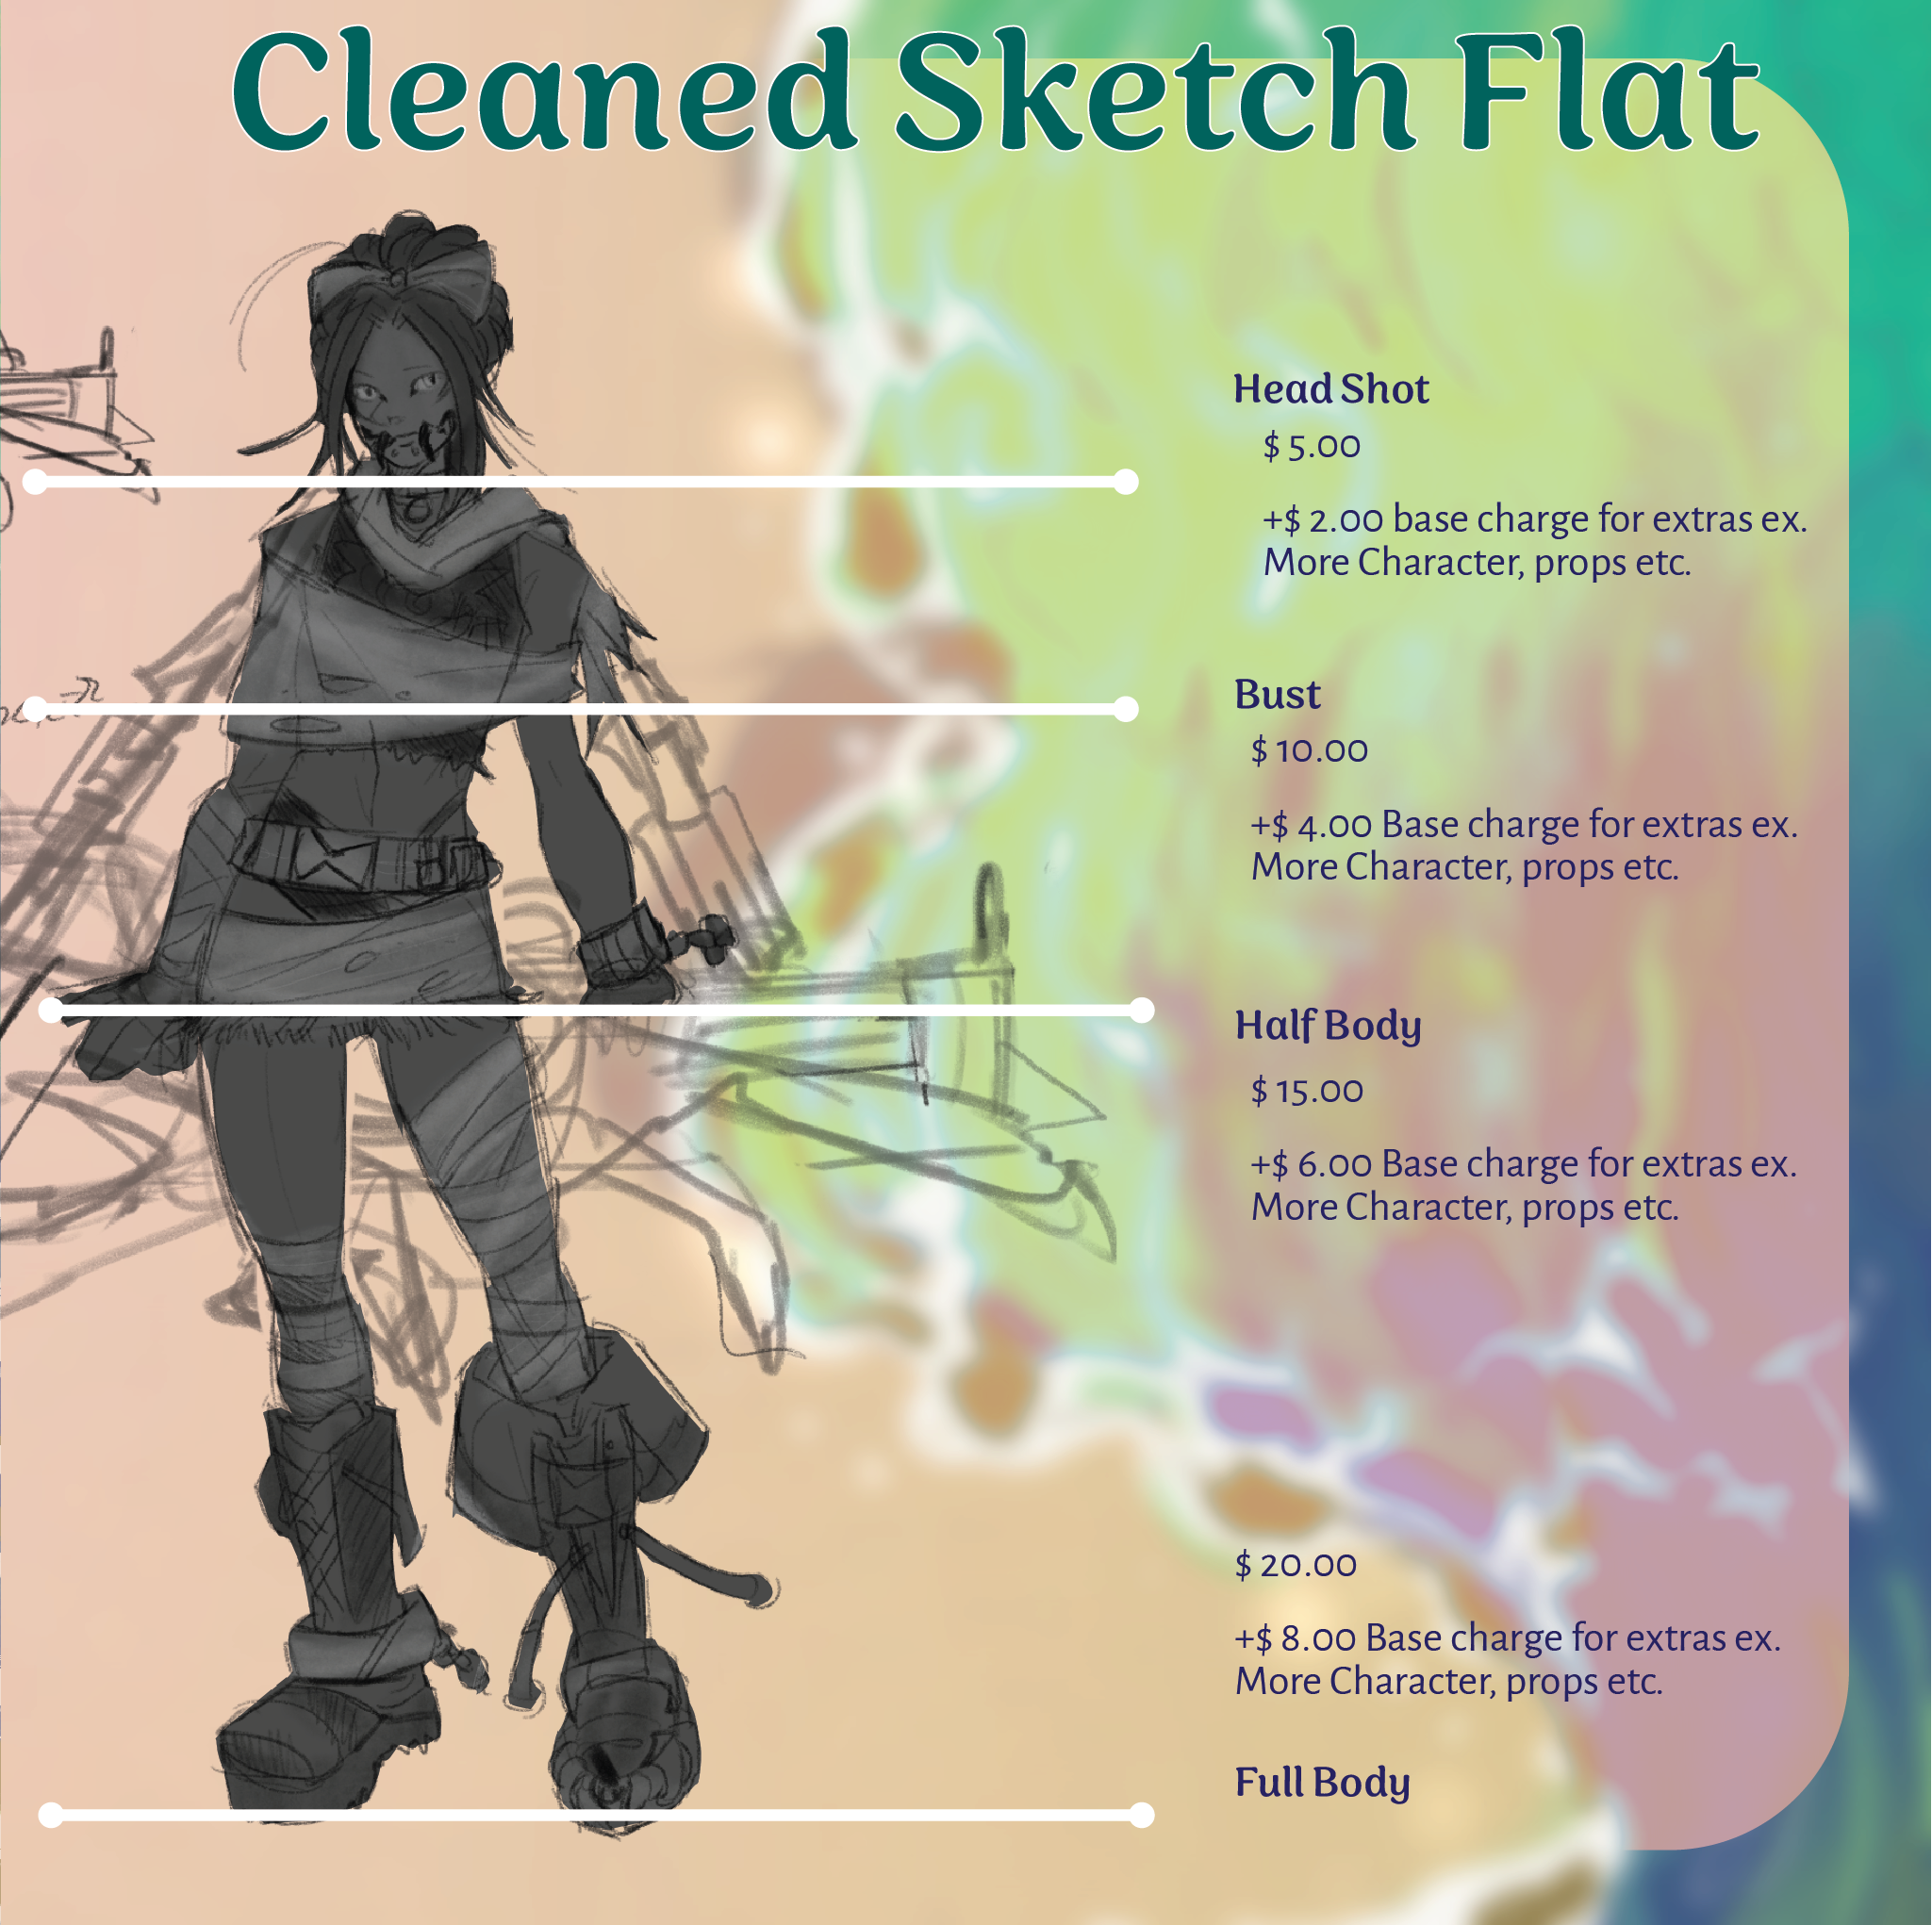 Cleaned Sketch Flat
Head Shot
$ 5.00
+$ 2.00 base charge for extras ex.
More Character, props etc.
Bust
$ 10.00
+$ 4.00 Base charge for extras ex.
More Character, props etc.
Half Body
$ 15.00
+$ 6.00 Base charge for extras ex.
More Character, props etc.
$ 20.00
+$ 8.00 Base charge for extras ex.
More Character, props etc.
Full Body